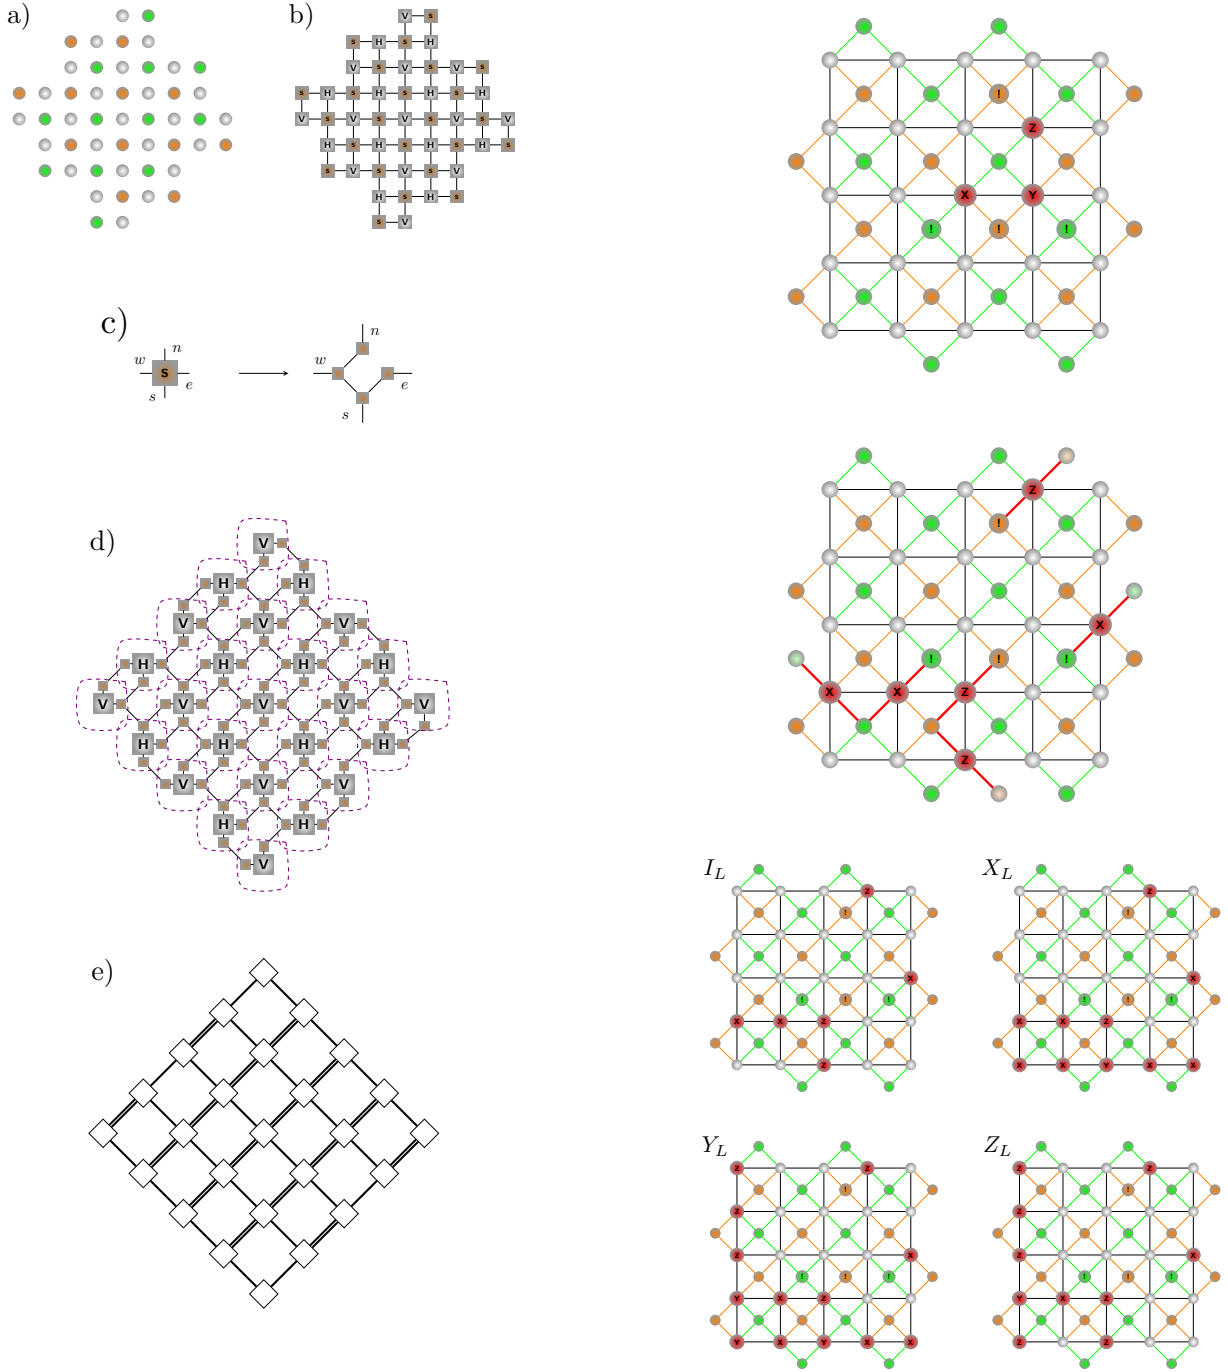 a)
b)
V s
s H s H
V s V s V s
s H s H s H s H
V s V s V s V s V
H s H s H s H s
s V s V s V
H s H s
s V
c)
n
w S e
s
n
w e
s
d)
V
H H
V V V
H H H H
V V V V V
H H H H
V V V
H H
V
e)
!
Z
X Y
! ! !
Z
!
X
! ! !
X X Z
Z
I_L
Z
!
X
! ! !
X X Z
Z
X_L
Z
!
X
! ! !
X X Z
X X Y X X
Y_L
Z Z
!
Z
Z X
! ! !
Y X Z
Y X Y X X
Z_L
Z Z
!
Z
Z X
! ! !
Y X Z
Z Z